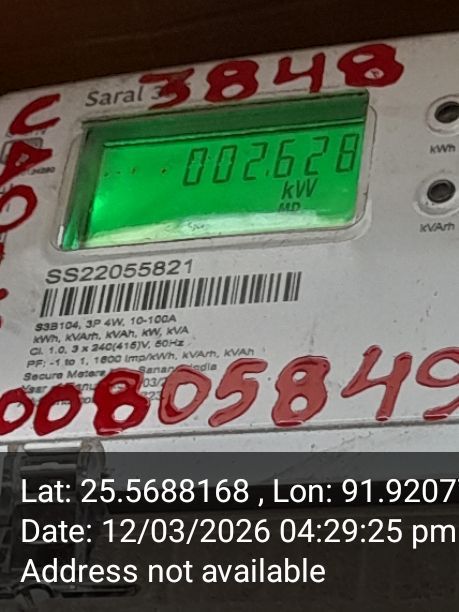 Saral 3
3848
002.628
kW
MD
kWh
kVArh
SS22055821
S3B104, 3P 4W, 10-100A
kWh, kVArh, kVAh, kW, kVA
Cl. 1.0, 3 x 240(415)V, 50Hz
PF: -1 to 1, 1600 imp/kWh, kVArh, kVAh
Secure Meters
00805849
Lat: 25.5688168 , Lon: 91.9207
Date: 12/03/2026 04:29:25 pm
Address not available